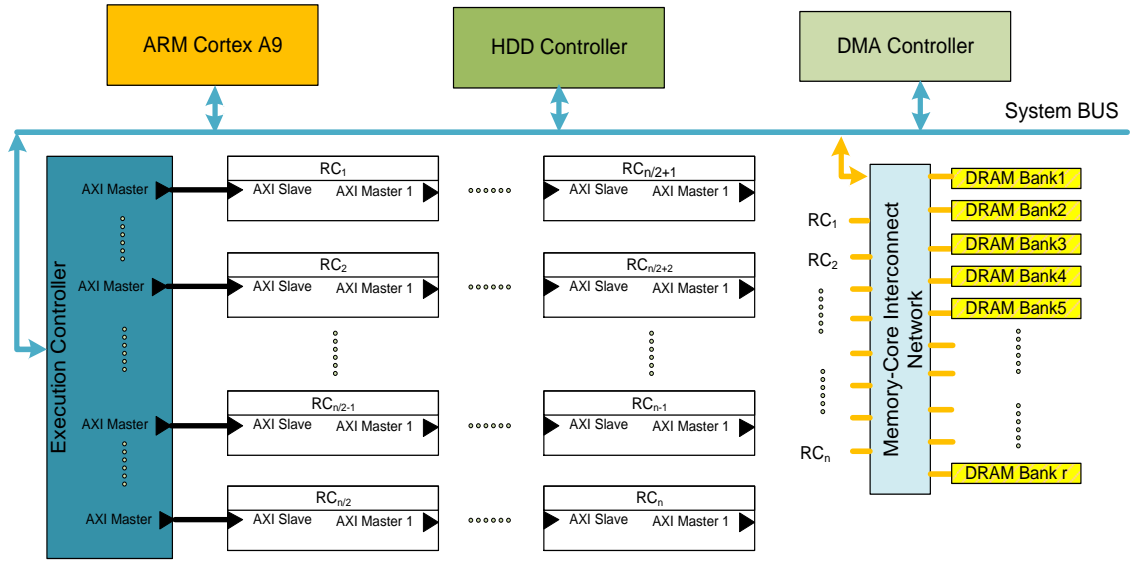 ARM Cortex A9
HDD Controller
DMA Controller
System BUS
Execution Controller
AXI Master
AXI Master
AXI Master
AXI Master
RC1
AXI Slave
AXI Master 1
RCn/2+1
AXI Slave
AXI Master 1
RC2
AXI Slave
AXI Master 1
RCn/2+2
AXI Slave
AXI Master 1
RCn/2-1
AXI Slave
AXI Master 1
RCn-1
AXI Slave
AXI Master 1
RCn/2
AXI Slave
AXI Master 1
RCn
AXI Slave
AXI Master 1
RC1
RC2
RCn
Memory-Core Interconnect
Network
DRAM Bank1
DRAM Bank2
DRAM Bank3
DRAM Bank4
DRAM Bank5
DRAM Bank r